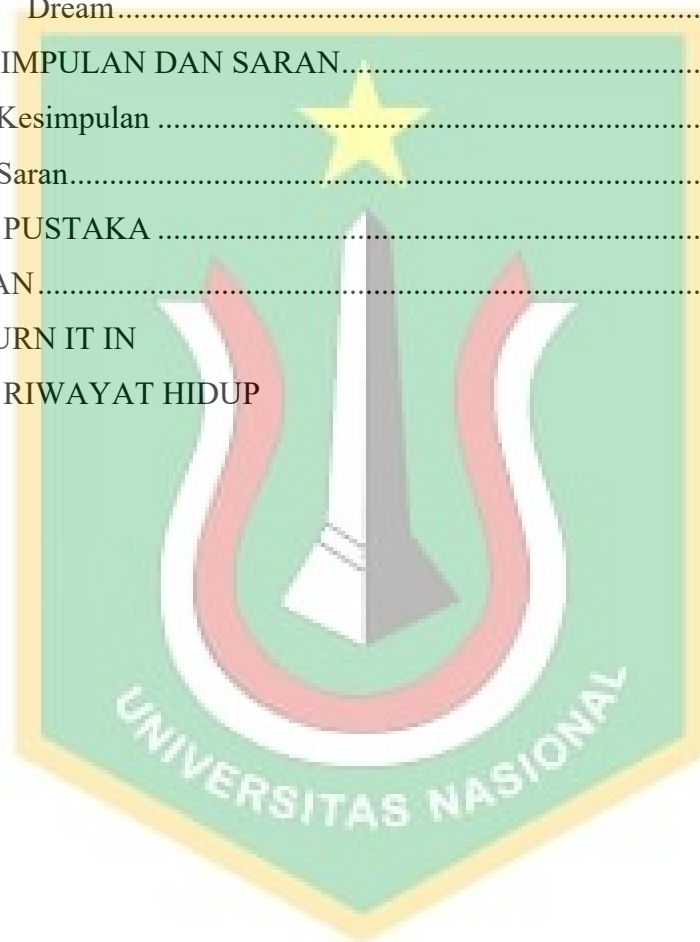 Dream....................................................................
IMPULAN DAN SARAN............................................
Kesimpulan ..............................................................
Saran.........................................................................
PUSTAKA ..............................................................
AN............................................................................
URN IT IN
RIWAYAT HIDUP
UNIVERSITAS NASIONAL